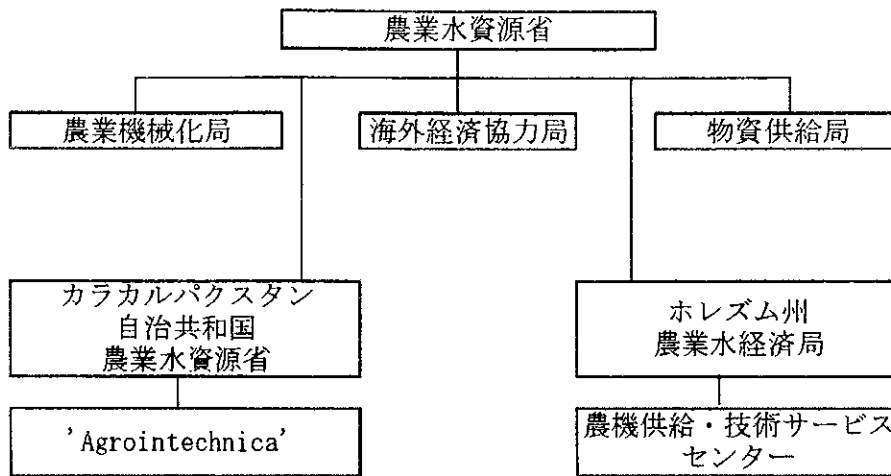 農業水資源省
農業機械化局
海外経済協力局
物資供給局
カラカルパクスタン
自治共和国
農業水資源省
ホレズム州
農業水経済局
'Agrointechnica'
農機供給・技術サービス
センター